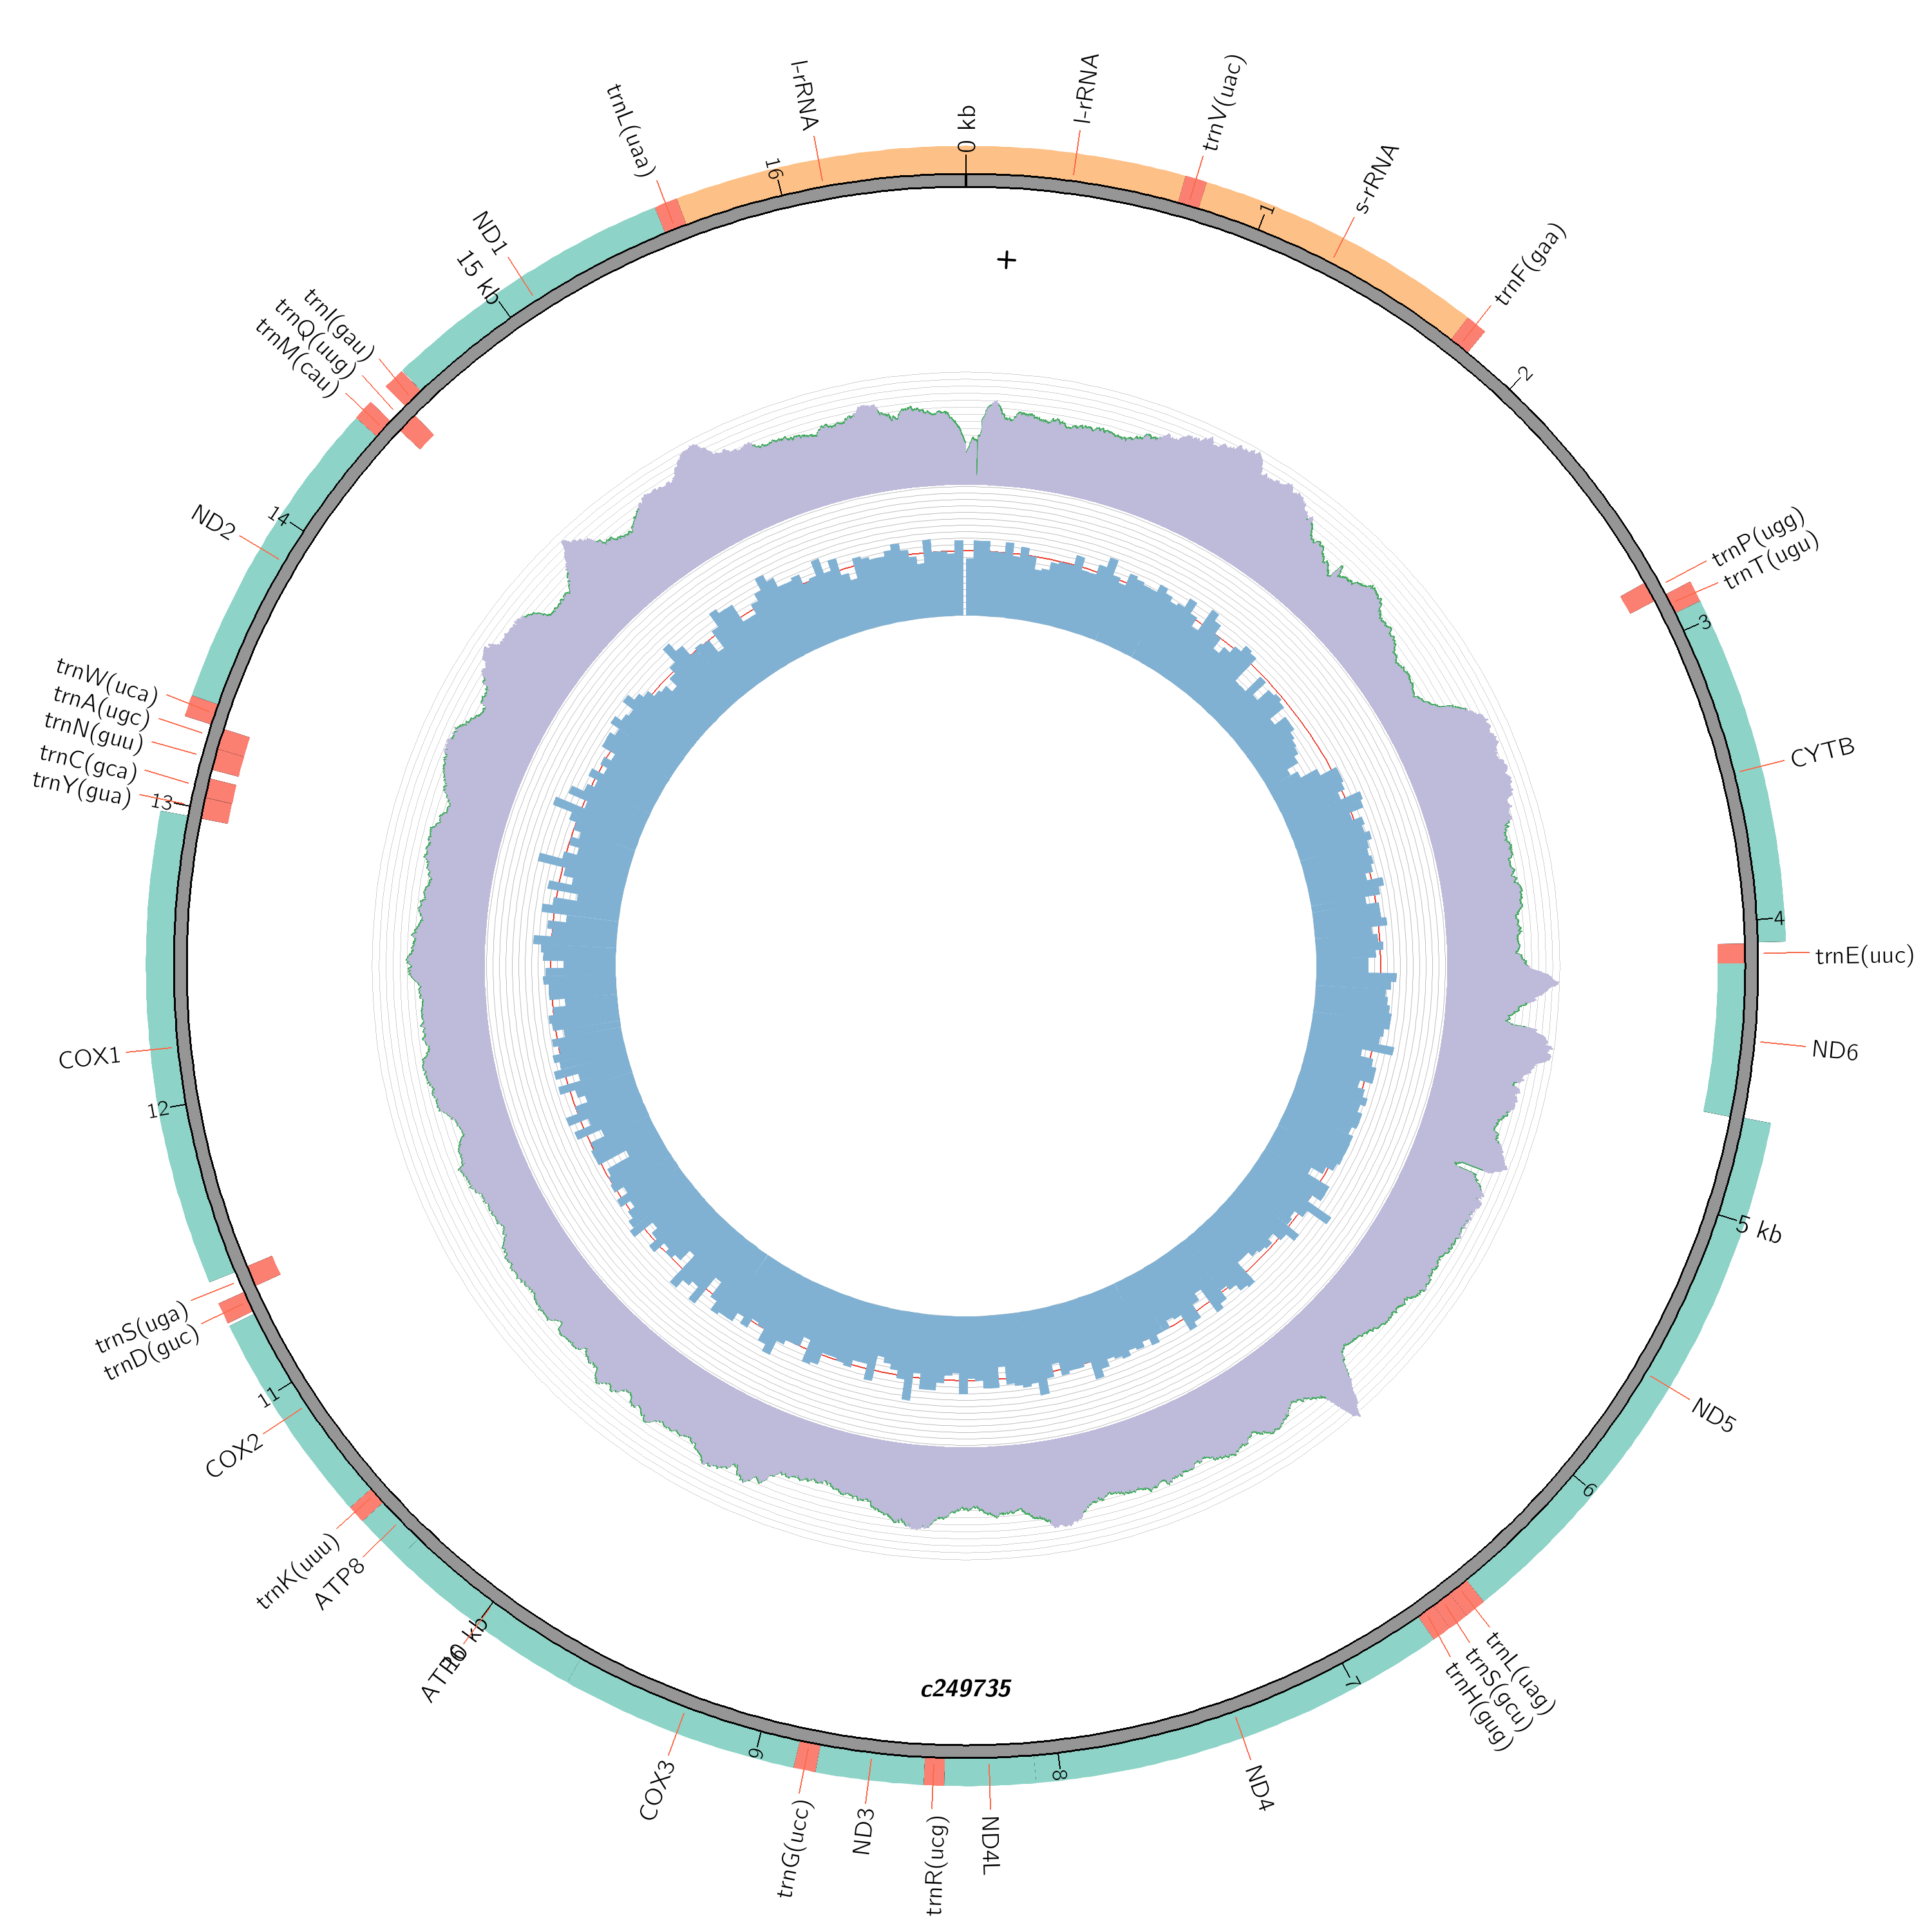 0 kb
l-rRNA
trnV(uac)
1
s-rRNA
trnF(gaa)
2
trnP(ugg)
trnT(ugu)
3
CYTB
4
trnE(uuc)
ND6
5 kb
ND5
6
trnL(uag)
trnS(gcu)
trnH(gug)
7
ND4
8
ND4L
trnR(ucg)
ND3
trnG(ucc)
9
COX3
10 kb
ATP6
ATP8
trnK(uuu)
COX2
11
trnD(guc)
trnS(uga)
12
COX1
13
trnY(gua)
trnC(gca)
trnN(guu)
trnA(ugc)
trnW(uca)
ND2
14
trnM(cau)
trnQ(uug)
trnI(gau)
15 kb
ND1
trnL(uaa)
16
l-rRNA
+
c249735